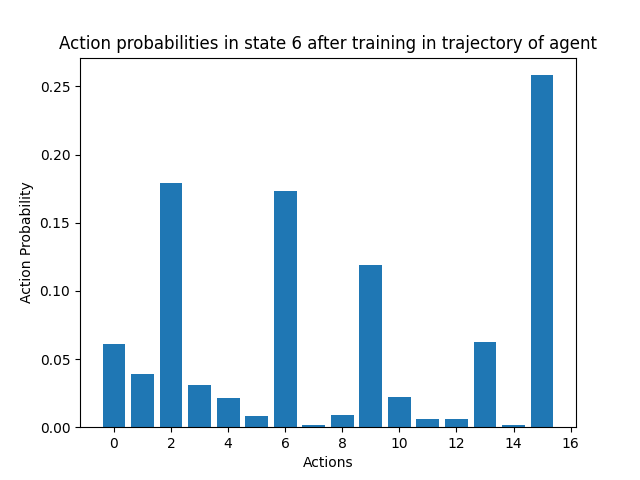 Action probabilities in state 6 after training in trajectory of agent
0.25
0.20
0.15
0.10
0.05
0.00
Action Probability
0 2 4 6 8 10 12 14 16
Actions